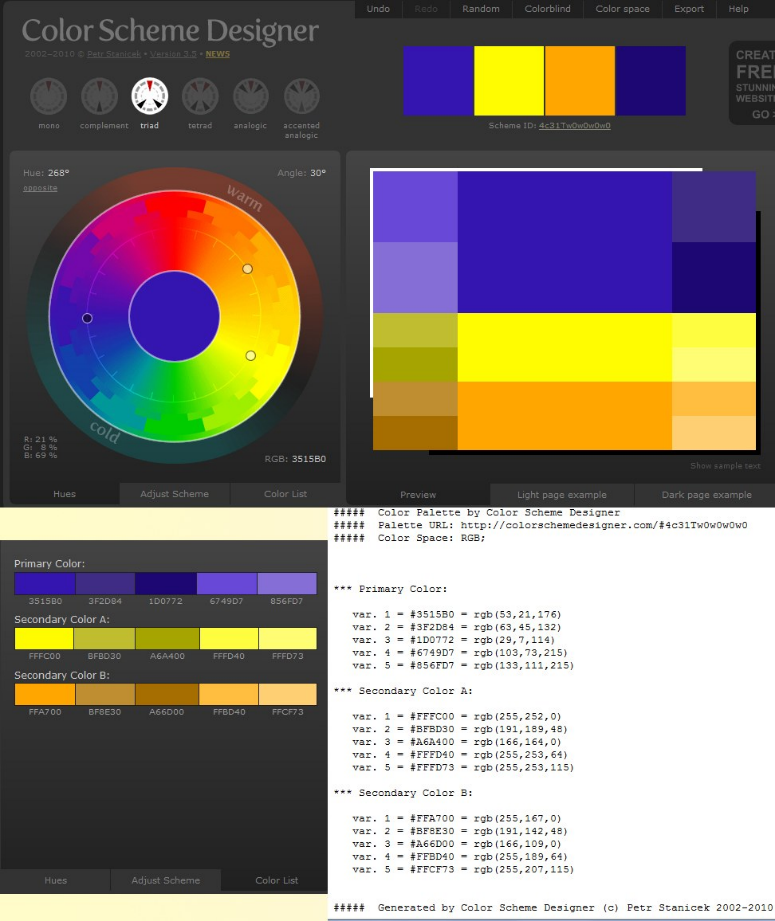 Undo Redo Random Colorblind Color space Export Help
Color Scheme Designer
2002–2010 © Petr Stanicek • Version 3.5 • NEWS
CREAT
FREE
STUNNIN
WEBSIT
GO >
mono complement triad tetrad analogic accented analogic
Scheme ID: 4c31Tw0w0w0w0
Hue: 268°
Angle: 30°
opposite
warm
cold
R: 21 %
G: 8 %
B: 69 %
RGB: 3515B0
Show sample text
Hues Adjust Scheme Color List
Preview Light page example Dark page example
Primary Color:
3515B0 3F2D84 1D0772 6749D7 856FD7
Secondary Color A:
FFFC00 BFBD30 A6A400 FFFD40 FFFD73
Secondary Color B:
FFA700 BF8E30 A66D00 FFBD40 FFCF73
Hues Adjust Scheme Color List
##### Color Palette by Color Scheme Designer
##### Palette URL: http://colorschemedesigner.com/#4c31Tw0w0w0w0
##### Color Space: RGB;
*** Primary Color:
var. 1 = #3515B0 = rgb(53,21,176)
var. 2 = #3F2D84 = rgb(63,45,132)
var. 3 = #1D0772 = rgb(29,7,114)
var. 4 = #6749D7 = rgb(103,73,215)
var. 5 = #856FD7 = rgb(133,111,215)
*** Secondary Color A:
var. 1 = #FFFC00 = rgb(255,252,0)
var. 2 = #BFBD30 = rgb(191,189,48)
var. 3 = #A6A400 = rgb(166,164,0)
var. 4 = #FFFD40 = rgb(255,253,64)
var. 5 = #FFFD73 = rgb(255,253,115)
*** Secondary Color B:
var. 1 = #FFA700 = rgb(255,167,0)
var. 2 = #BF8E30 = rgb(191,142,48)
var. 3 = #A66D00 = rgb(166,109,0)
var. 4 = #FFBD40 = rgb(255,189,64)
var. 5 = #FFCF73 = rgb(255,207,115)
##### Generated by Color Scheme Designer (c) Petr Stanicek 2002-2010